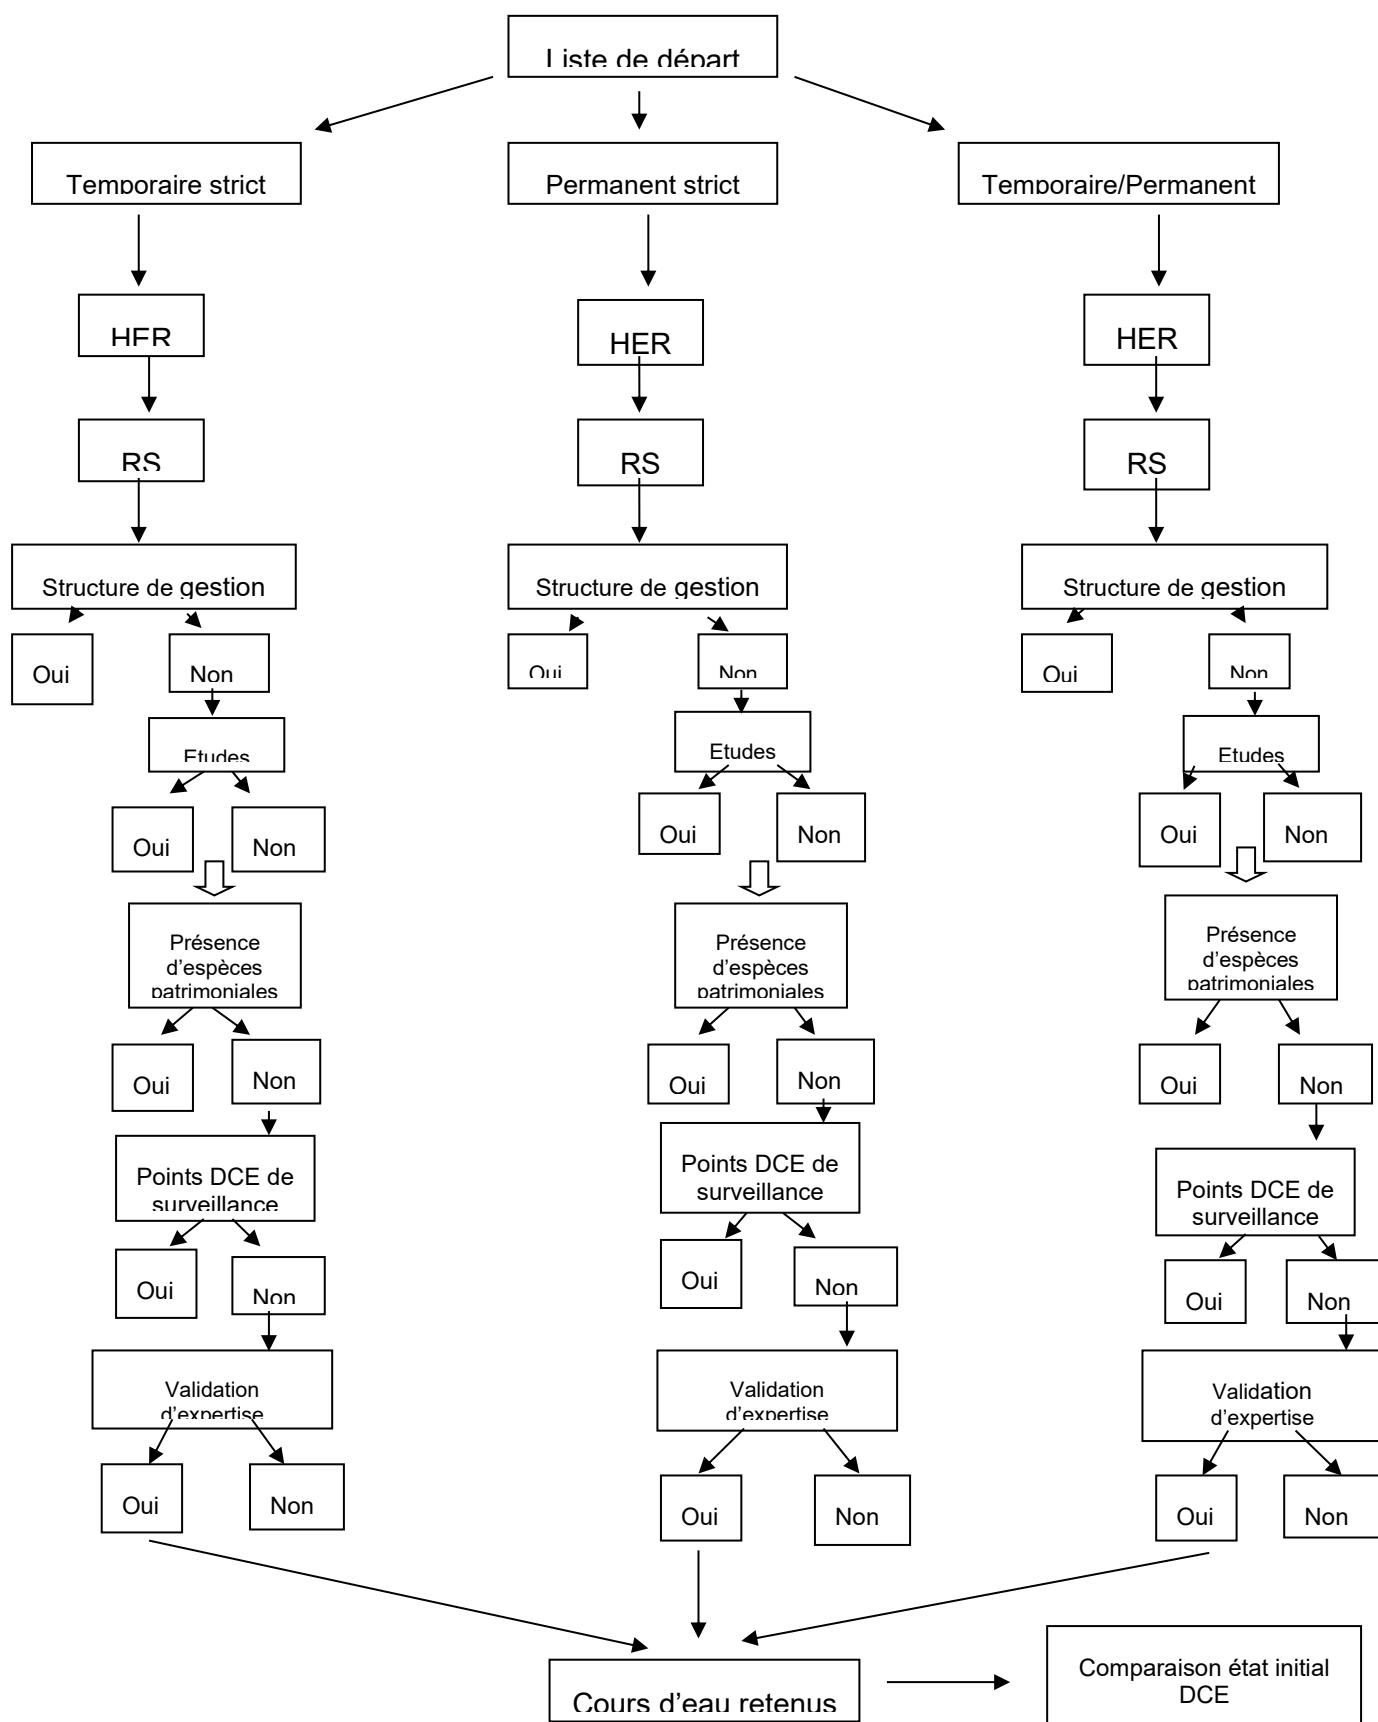 Liste de départ
Temporaire strict
Permanent strict
Temporaire/Permanent
HER
HER
HER
RS
RS
RS
Structure de gestion
Structure de gestion
Structure de gestion
Oui
Non
Oui
Non
Oui
Non
Etudes
Etudes
Etudes
Oui
Non
Oui
Non
Oui
Non
Présence
d'espèces
patrimoniales
Présence
d'espèces
patrimoniales
Présence
d'espèces
patrimoniales
Oui
Non
Oui
Non
Oui
Non
Points DCE de
surveillance
Points DCE de
surveillance
Points DCE de
surveillance
Oui
Non
Oui
Non
Oui
Non
Validation
d'expertise
Validation
d'expertise
Validation
d'expertise
Oui
Non
Oui
Non
Oui
Non
Cours d'eau retenus
Comparaison état initial
DCE